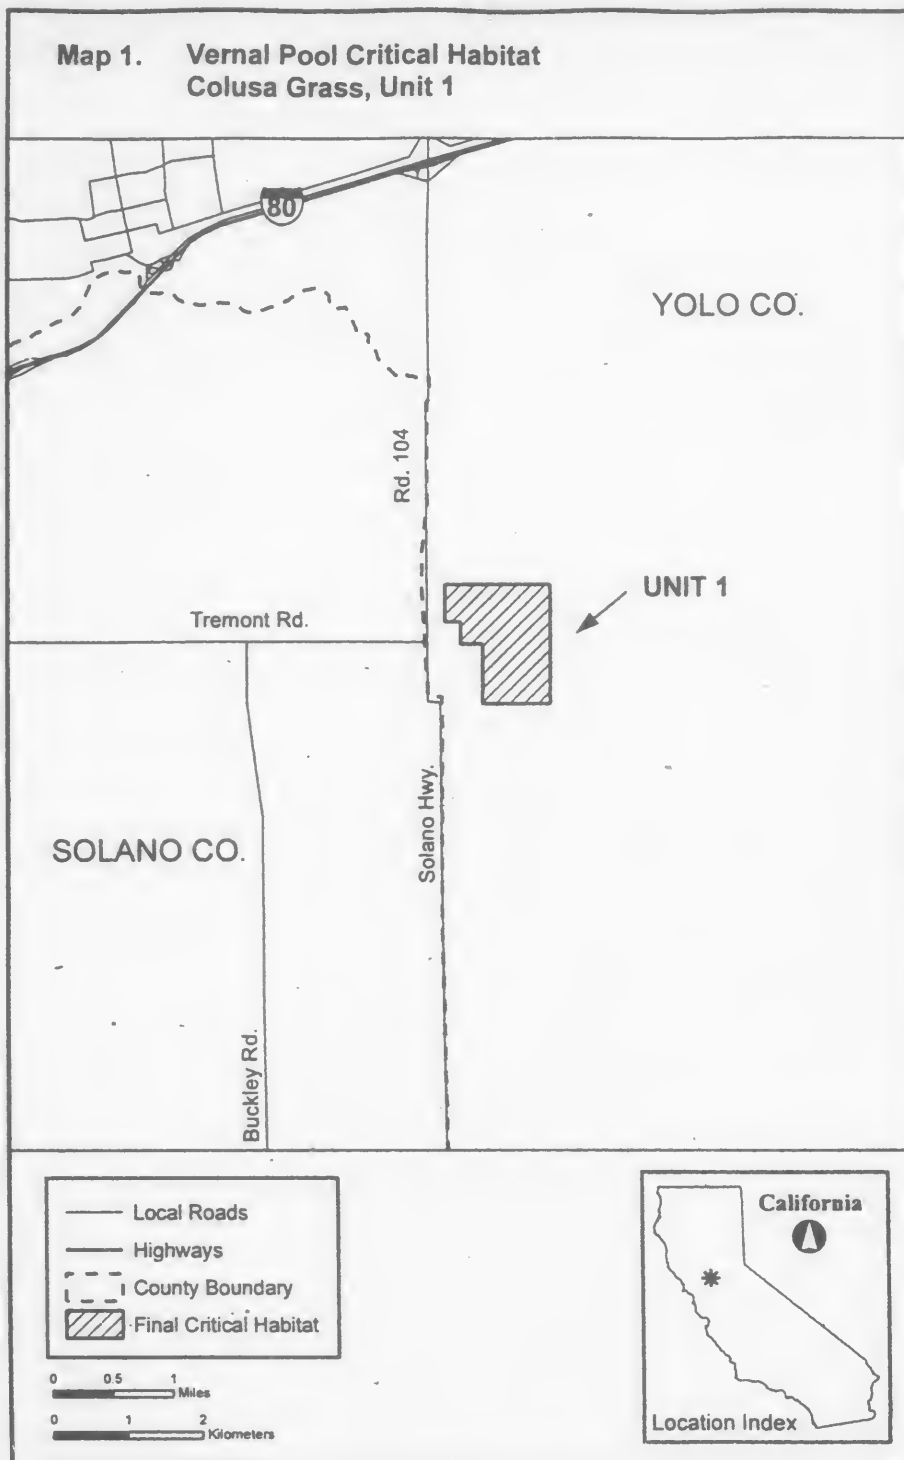 Map 1. Vernal Pool Critical Habitat
Colusa Grass, Unit 1
80
YOLO CO.
Rd. 104
UNIT 1
Tremont Rd.
Solano Hwy.
SOLANO CO.
Buckley Rd.
Local Roads
Highways
County Boundary
Final Critical Habitat
0 0.5 1
Miles
0 1 2
Kilometers
California
Location Index